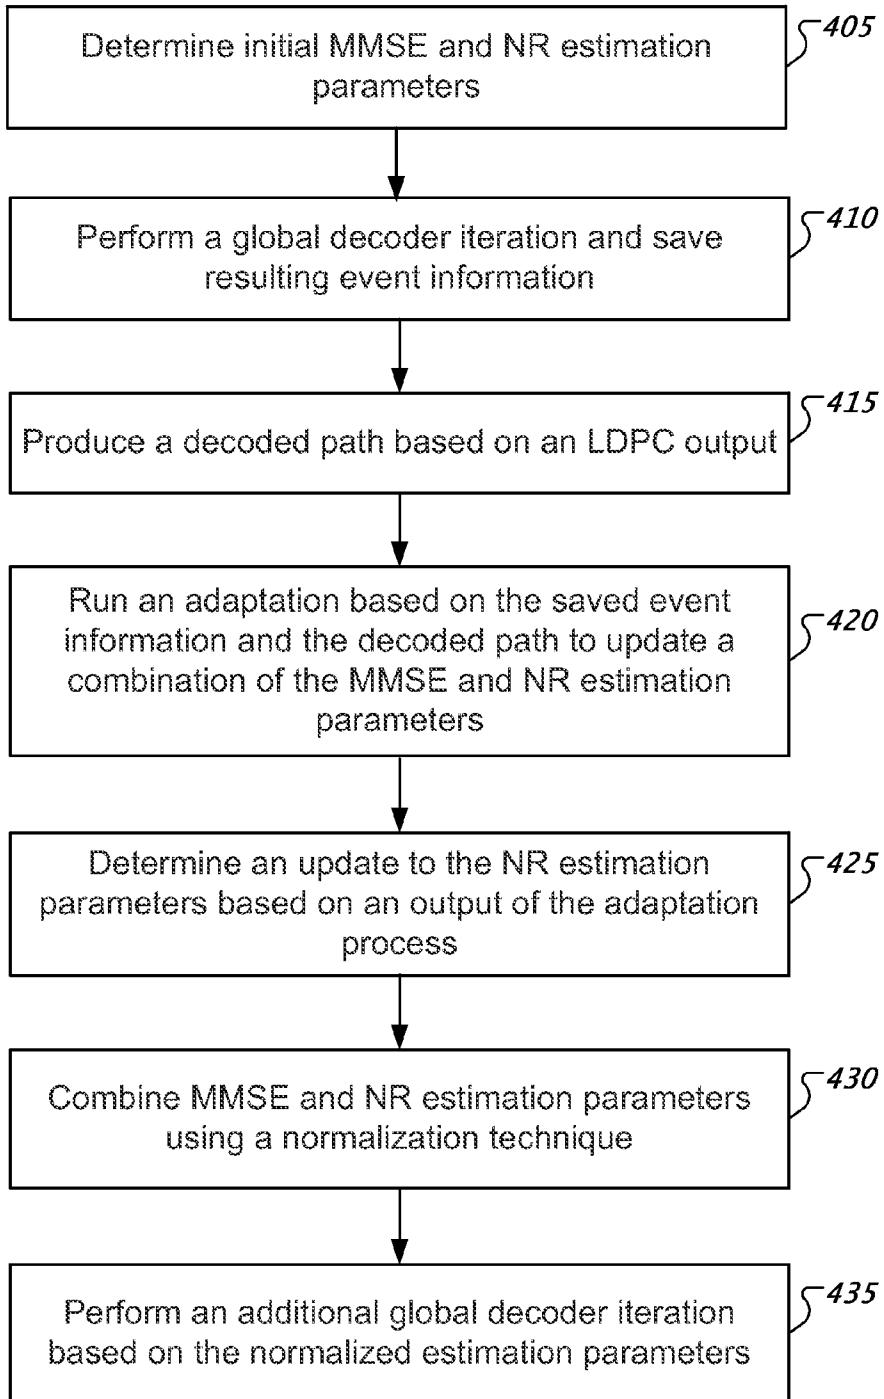 405
Determine initial MMSE and NR estimation
parameters
410
Perform a global decoder iteration and save
resulting event information
415
Produce a decoded path based on an LDPC output
420
Run an adaptation based on the saved event
information and the decoded path to update a
combination of the MMSE and NR estimation
parameters
425
Determine an update to the NR estimation
parameters based on an output of the adaptation
process
430
Combine MMSE and NR estimation parameters
using a normalization technique
435
Perform an additional global decoder iteration
based on the normalized estimation parameters